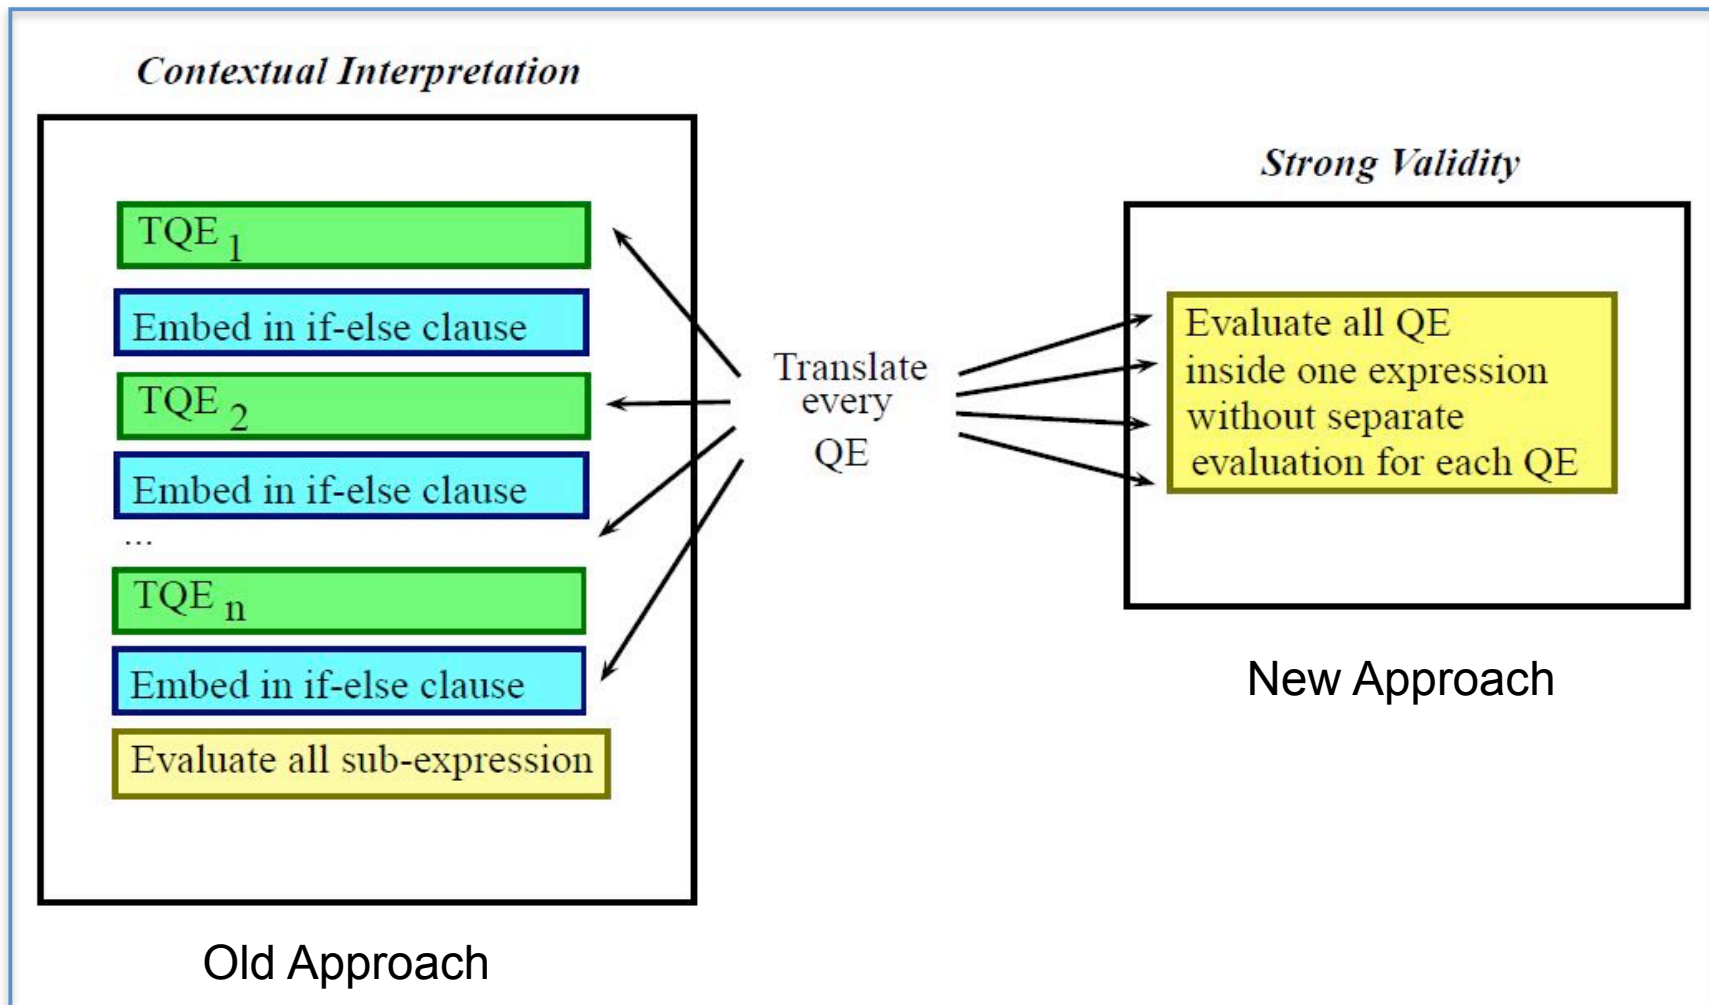 Contextual Interpretation
TQE 1
Embed in if-else clause
TQE 2
Embed in if-else clause
...
TQE n
Embed in if-else clause
Evaluate all sub-expression
Old Approach
Translate
every
QE
Strong Validity
Evaluate all QE
inside one expression
without separate
evaluation for each QE
New Approach